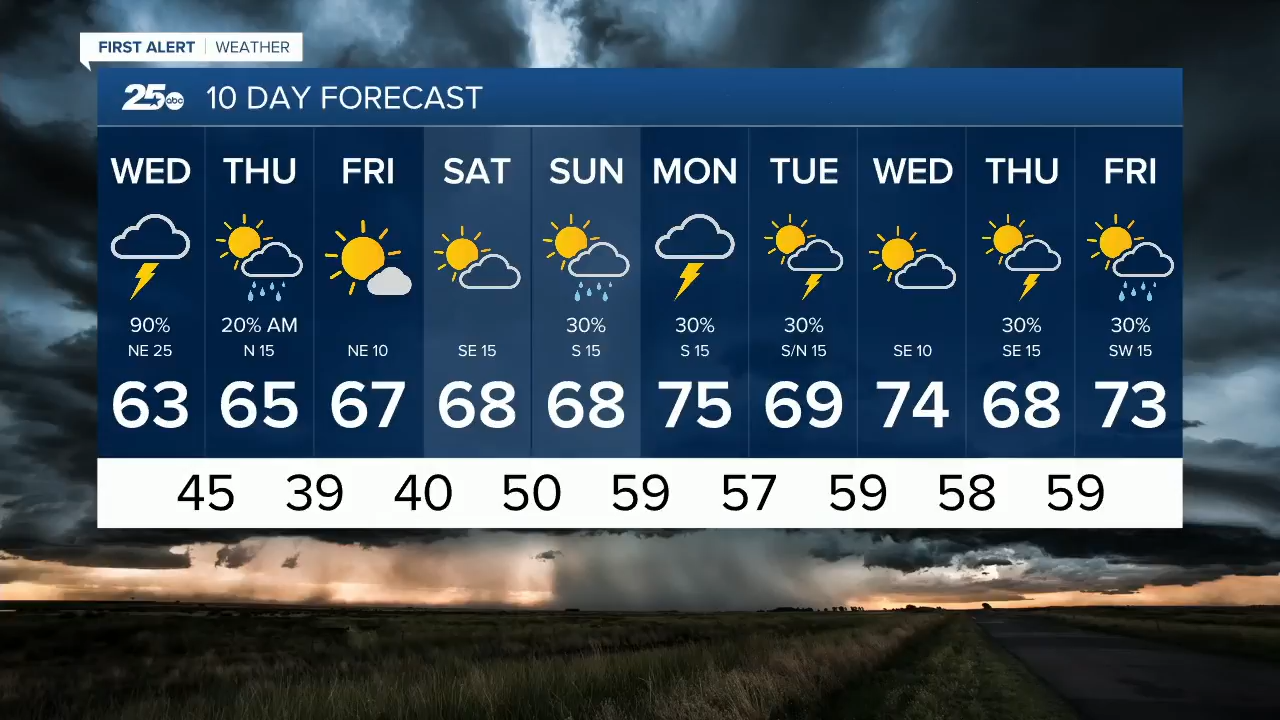 FIRST ALERT | WEATHER
25 abc 10 DAY FORECAST
WED THU FRI SAT SUN MON TUE WED THU FRI
90% 20% AM 30% 30% 30% 30% 30%
NE 25 N 15 NE 10 SE 15 S 15 S 15 S/N 15 SE 10 SE 15 SW 15
63 65 67 68 68 75 69 74 68 73
45 39 40 50 59 57 59 58 59